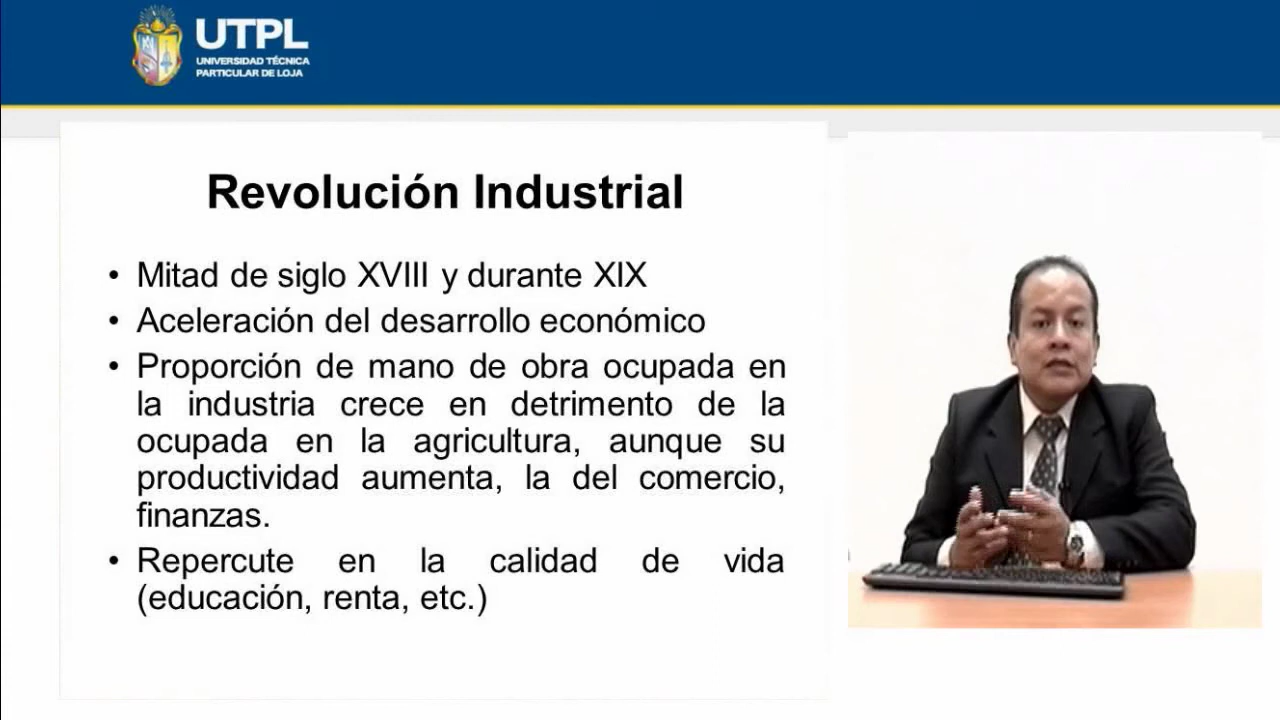 UTPL
UNIVERSIDAD TÉCNICA
PARTICULAR DE LOJA
Revolución Industrial
• Mitad de siglo XVIII y durante XIX
• Aceleración del desarrollo económico
• Proporción de mano de obra ocupada en
la industria crece en detrimento de la
ocupada en la agricultura, aunque su
productividad aumenta, la del comercio,
finanzas.
• Repercute en la calidad de vida
(educación, renta, etc.)